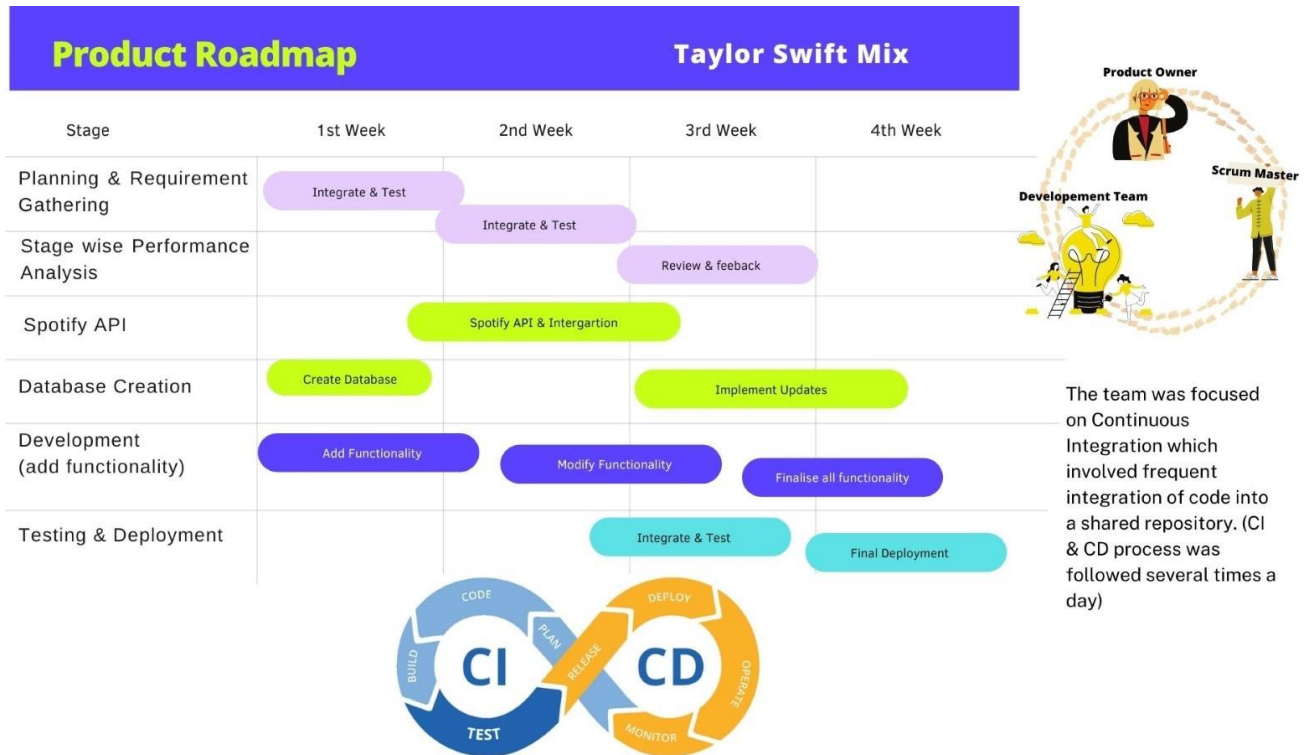 Product Roadmap
Taylor Swift Mix
Stage
1st Week
2nd Week
3rd Week
4th Week
Planning & Requirement
Gathering
Integrate & Test
Integrate & Test
Stage wise Performance
Analysis
Review & feeback
Spotify API
Spotify API & Intergartion
Database Creation
Create Database
Implement Updates
Development
(add functionality)
Add Functionality
Modify Functionality
Finalise all functionality
Testing & Deployment
Integrate & Test
Final Deployment
Product Owner
Scrum Master
Developement Team
The team was focused
on Continuous
Integration which
involved frequent
integration of code into
a shared repository. (CI
& CD process was
followed several times a
day)
CODE
BUILD
PLAN
CI
TEST
RELEASE
DEPLOY
CD
OPERATE
MONITOR